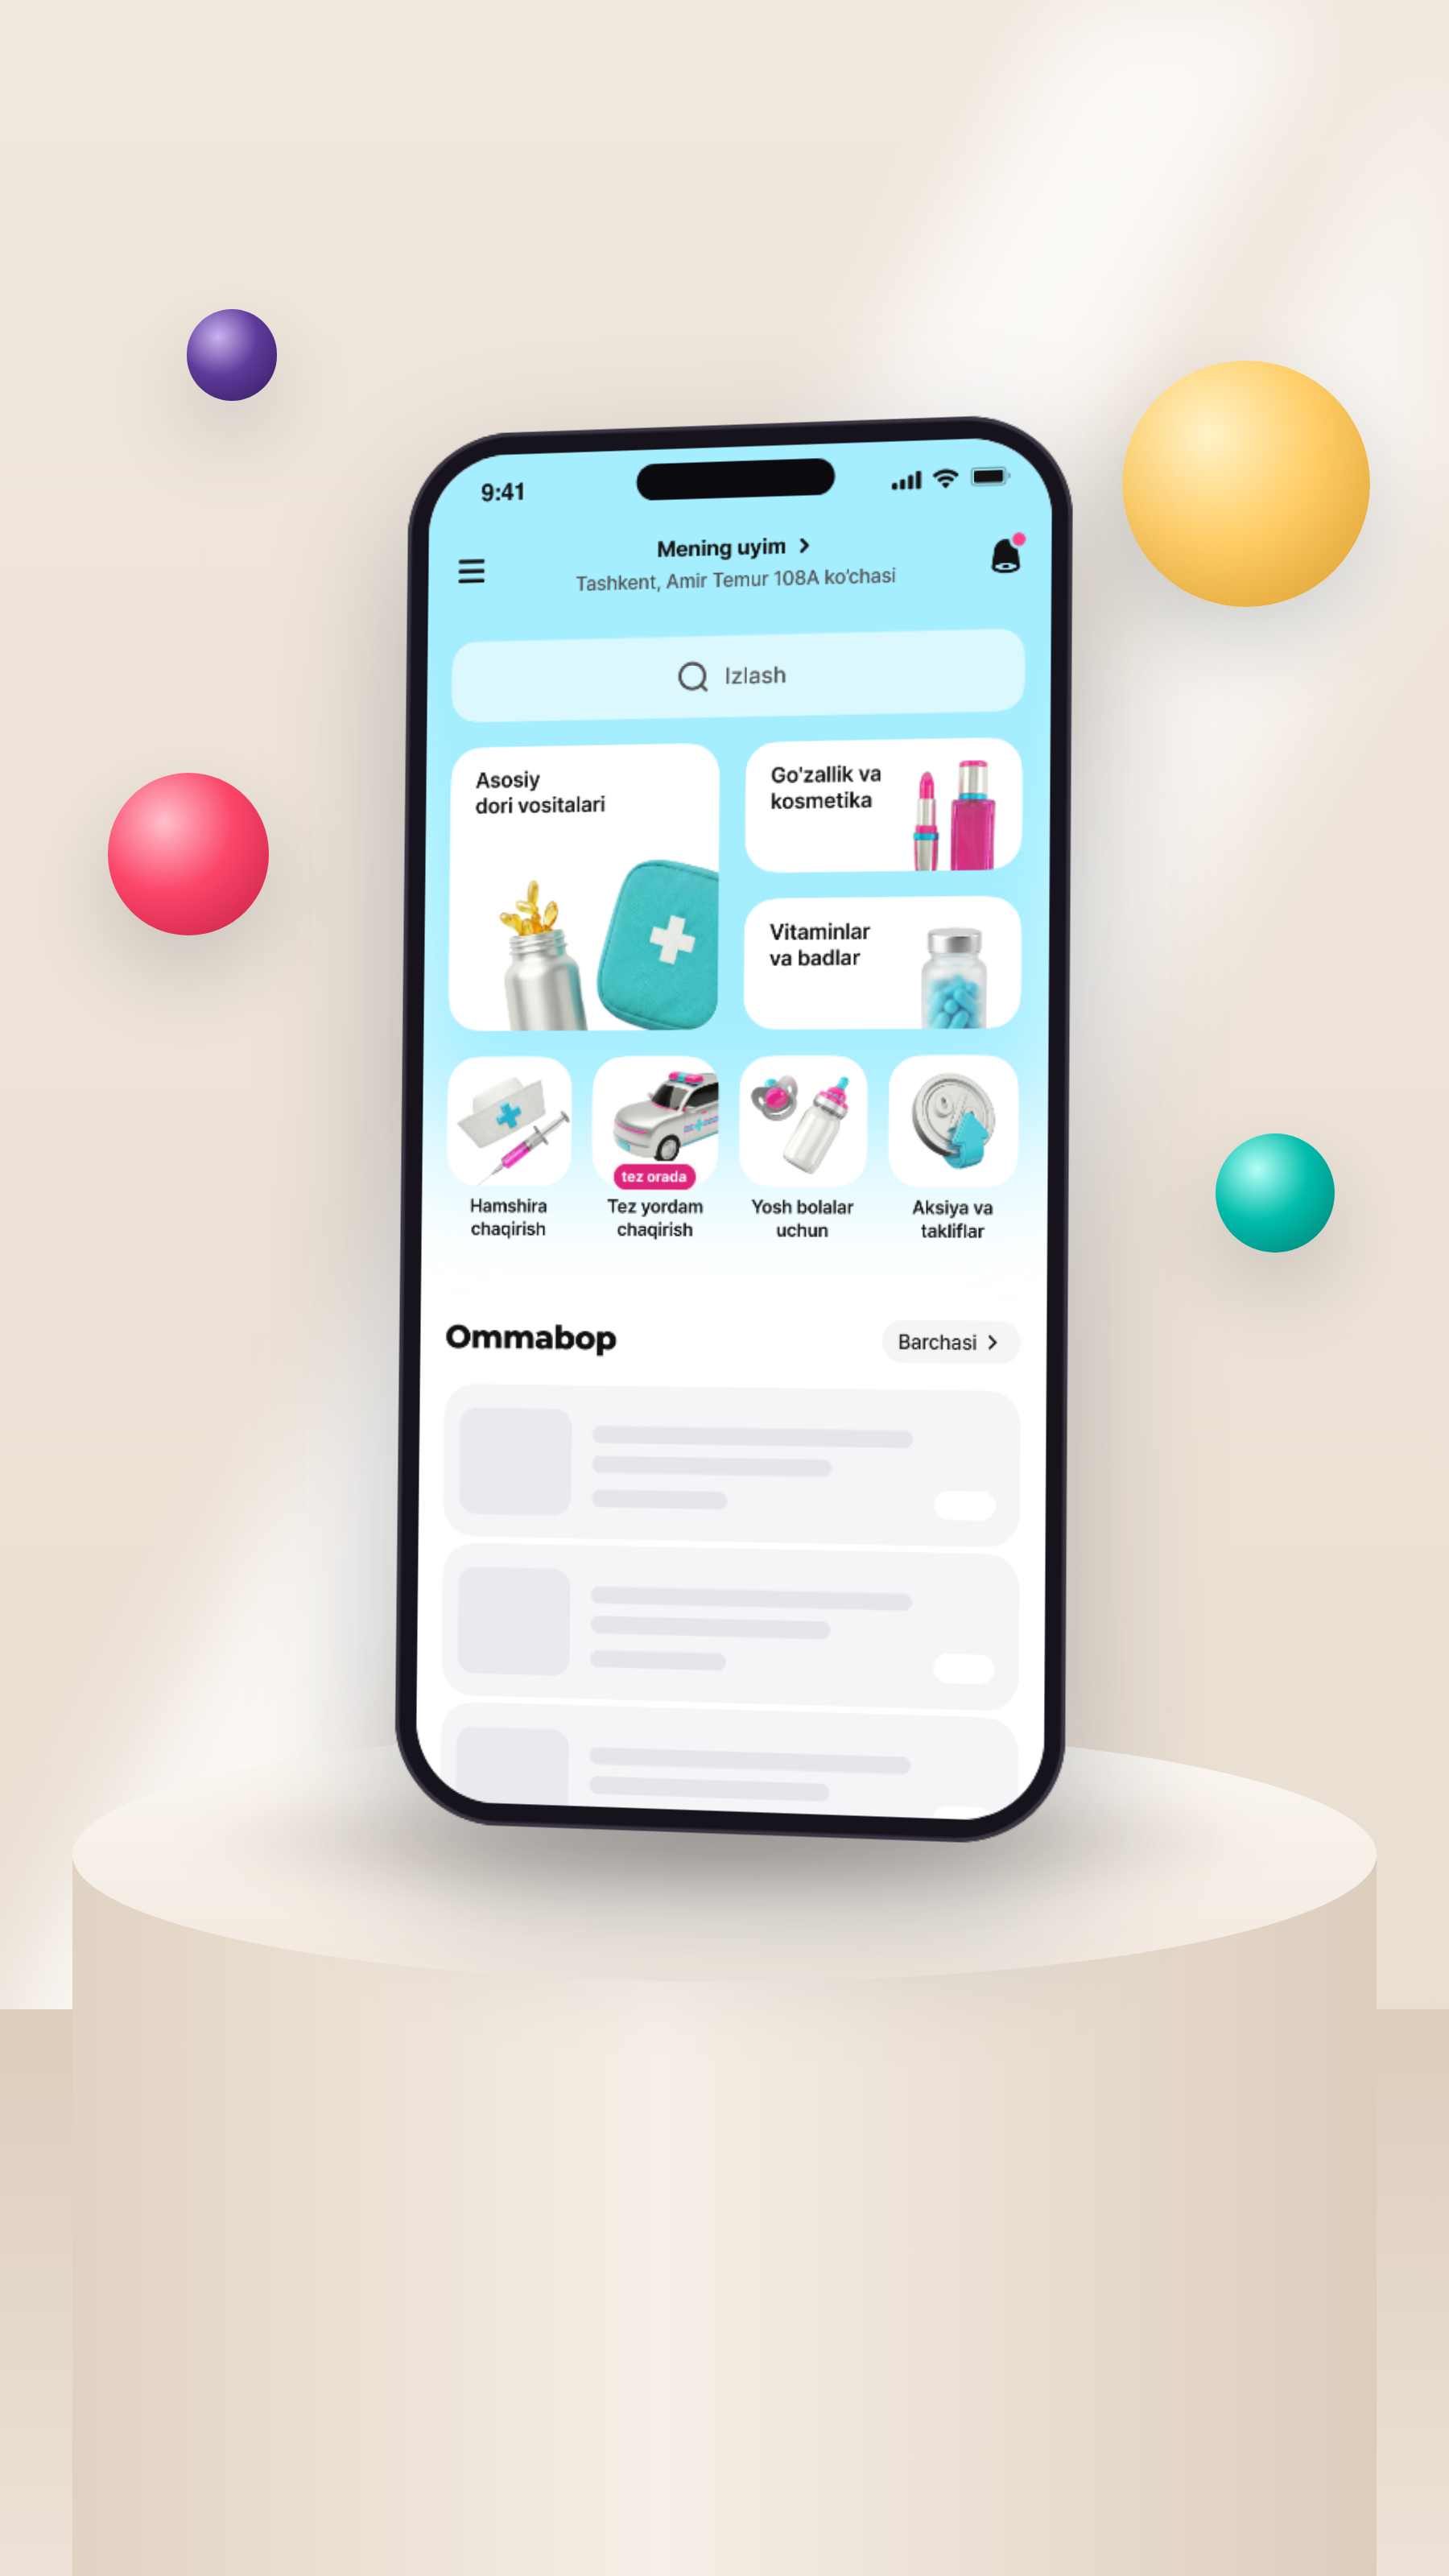 9:41
Mening uyim
Tashkent, Amir Temur 108A ko'chasi
Izlash
Asosiy
dori vositalari
Go'zallik va
kosmetika
Vitaminlar
va badlar
tez orada
Hamshira
chaqirish
Tez yordam
chaqirish
Yosh bolalar
uchun
Aksiya va
takliflar
Ommabop
Barchasi